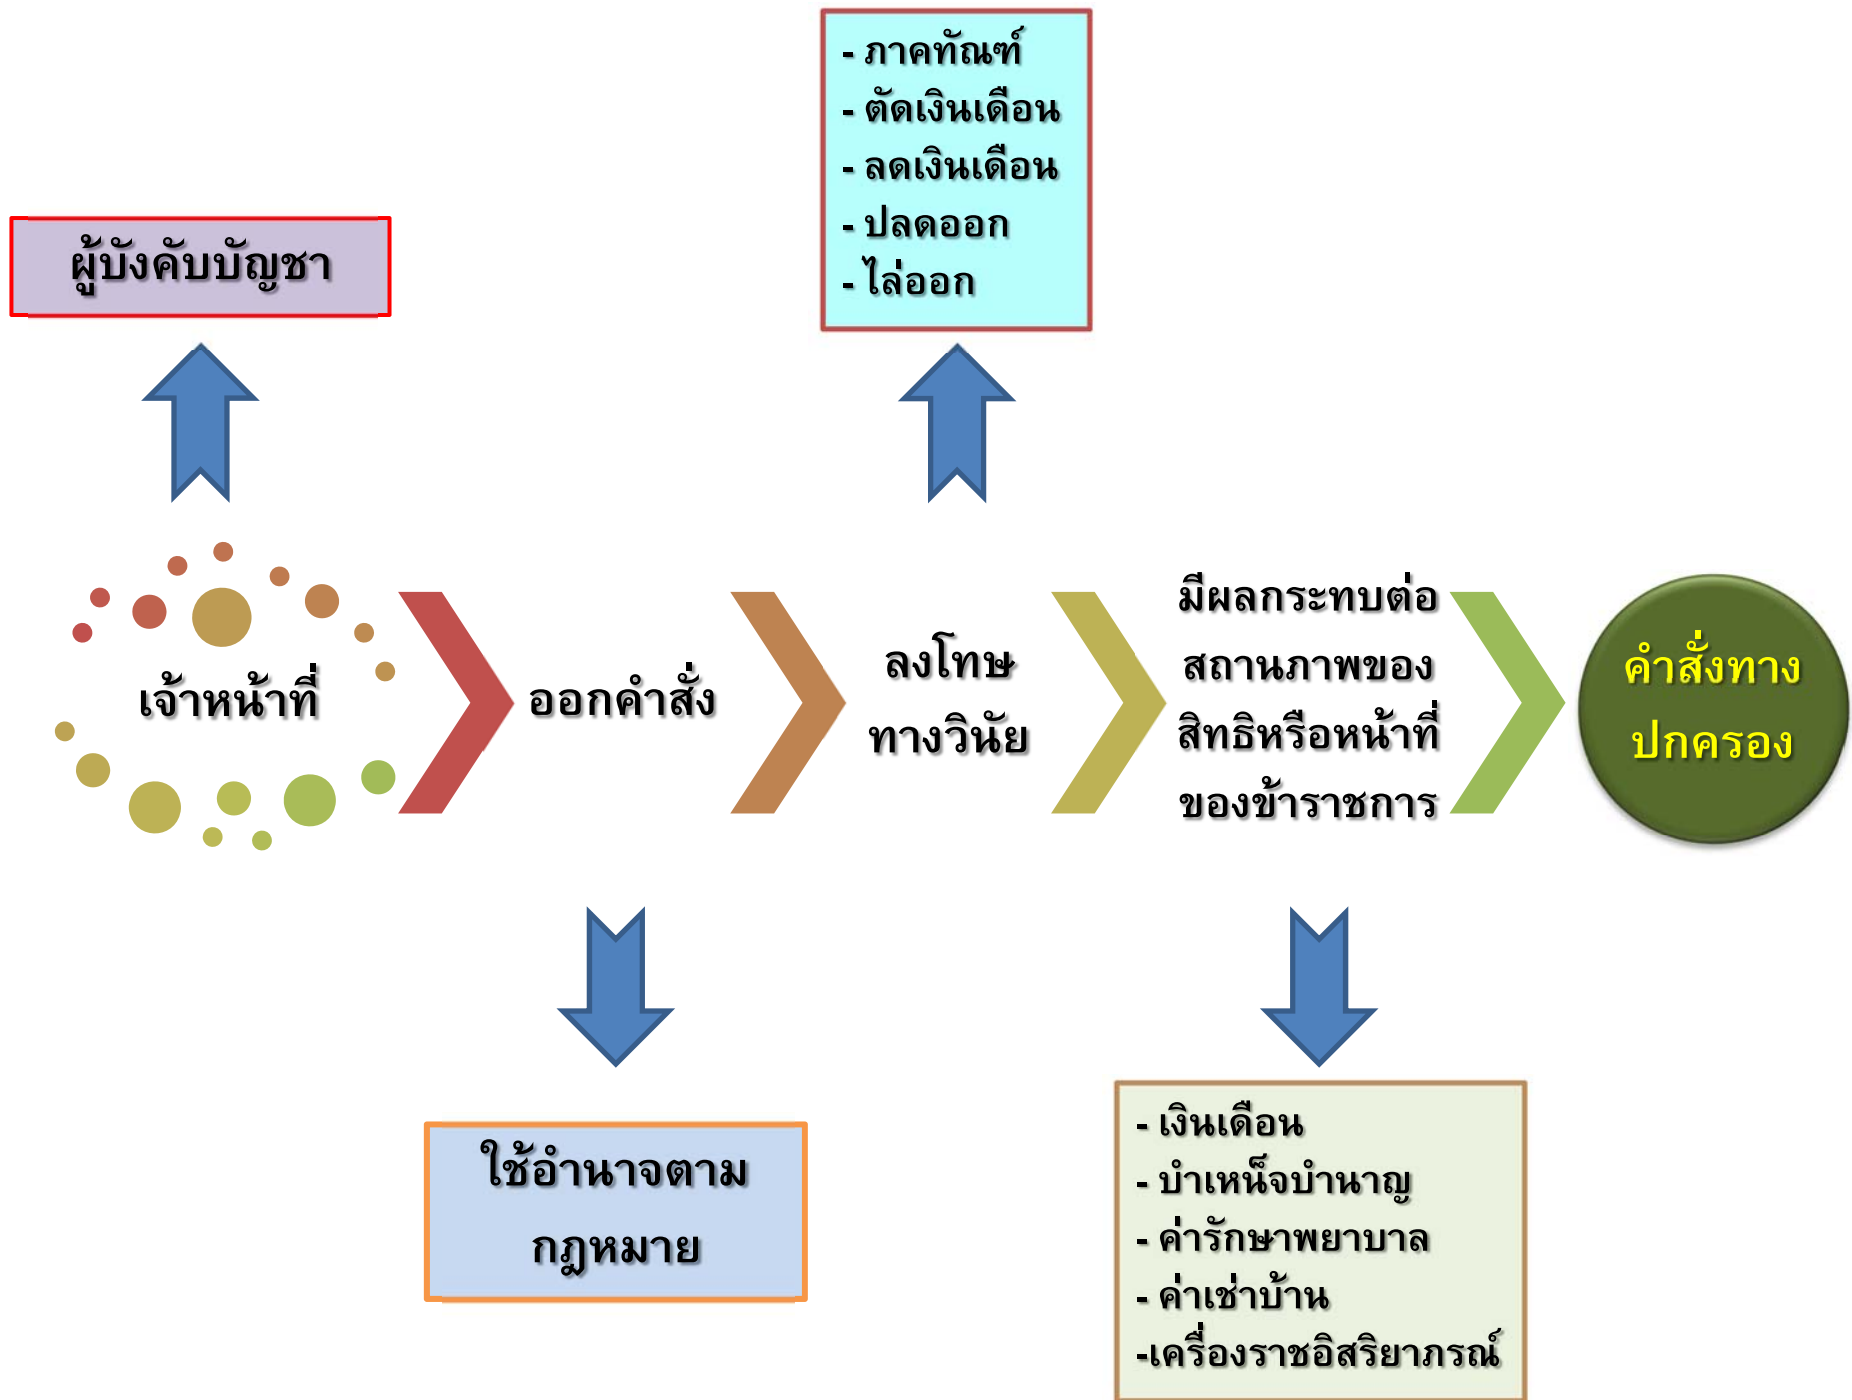 - ภาคทัณฑ์
- ตัดเงินเดือน
- ลดเงินเดือน
- ปลดออก
- ไล่ออก
ผู้บังคับบัญชา
เจ้าหน้าที่
ออกคำสั่ง
ลงโทษ
ทางวินัย
มีผลกระทบต่อ
สถานภาพของ
สิทธิหรือหน้าที่
ของข้าราชการ
คำสั่งทาง
ปกครอง
ใช้อำนาจตาม
กฎหมาย
- เงินเดือน
- บำเหน็จบำนาญ
- ค่ารักษาพยาบาล
- ค่าเช่าบ้าน
-เครื่องราชอิสริยาภรณ์